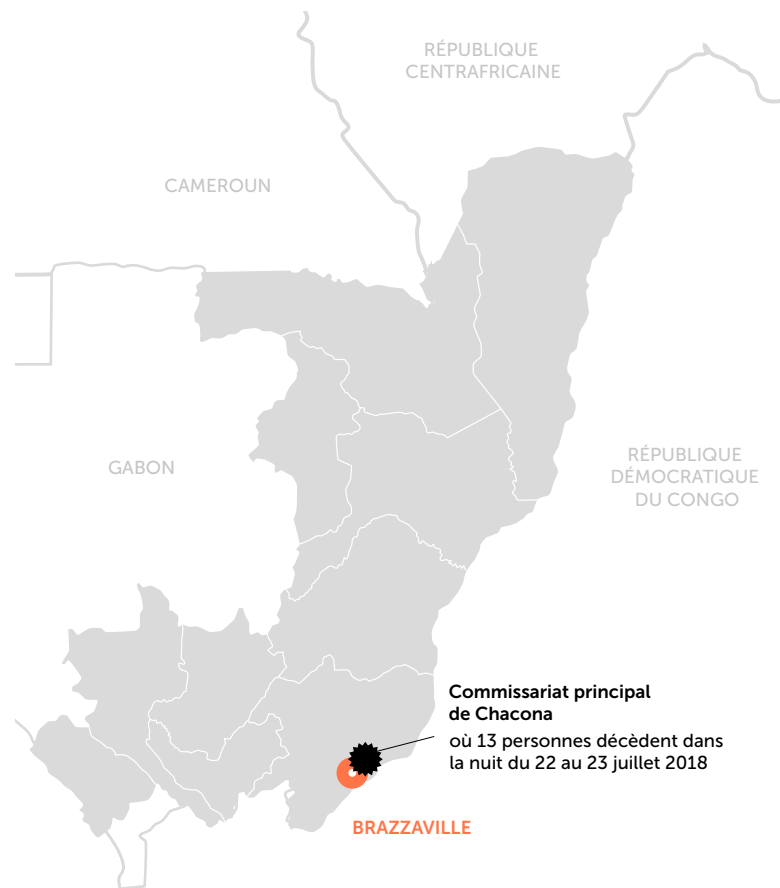 RÉPUBLIQUE
CENTRAFRICAINE
CAMEROUN
GABON
RÉPUBLIQUE
DÉMOCRATIQUE
DU CONGO
Commissariat principal
de Chacona
où 13 personnes décèdent dans
la nuit du 22 au 23 juillet 2018
BRAZZAVILLE